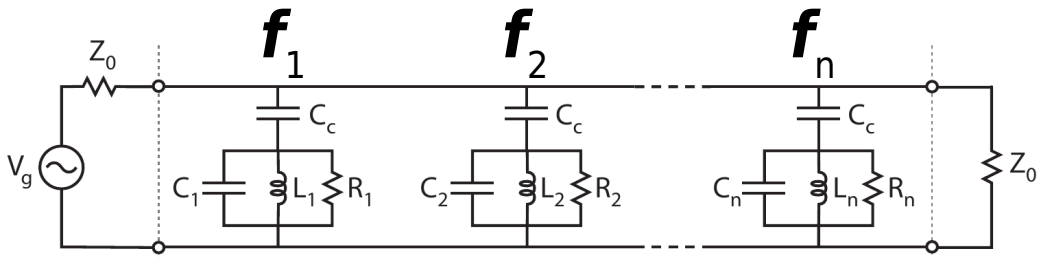 f1 f2 fn
Z0
Cc Cc Cc
Vg C1 L1 R1 C2 L2 R2 Cn Ln Rn Z0